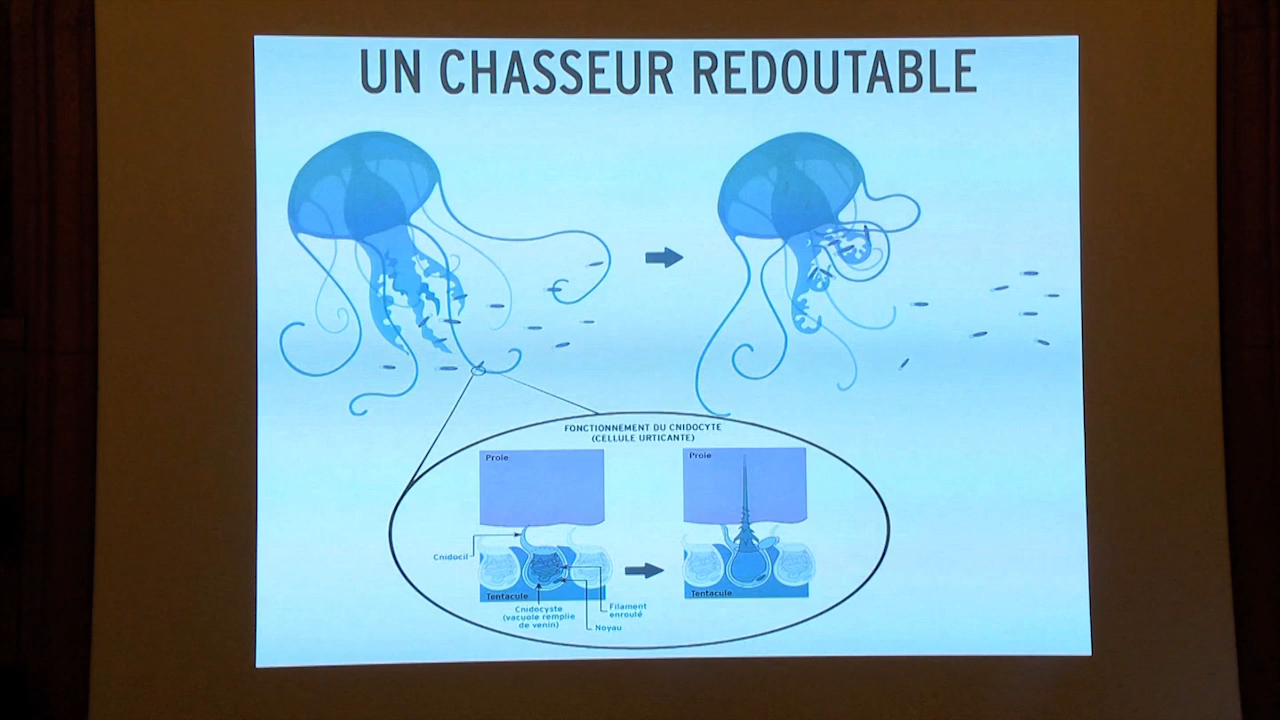 UN CHASSEUR REDOUTABLE
FONCTIONNEMENT DU CNIDOCYTE
(CELLULE URTICANTE)
Proie
Proie
Cnidocil
Tentacule
Tentacule
Cnidocyste
(vacuole remplie
de venin)
Filament
enroulé
Noyau